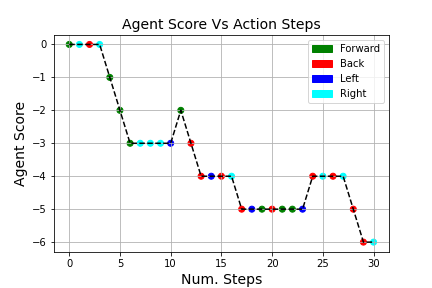 Agent Score Vs Action Steps
Agent Score
0
−1
−2
−3
−4
−5
−6
Forward
Back
Left
Right
0 5 10 15 20 25 30
Num. Steps